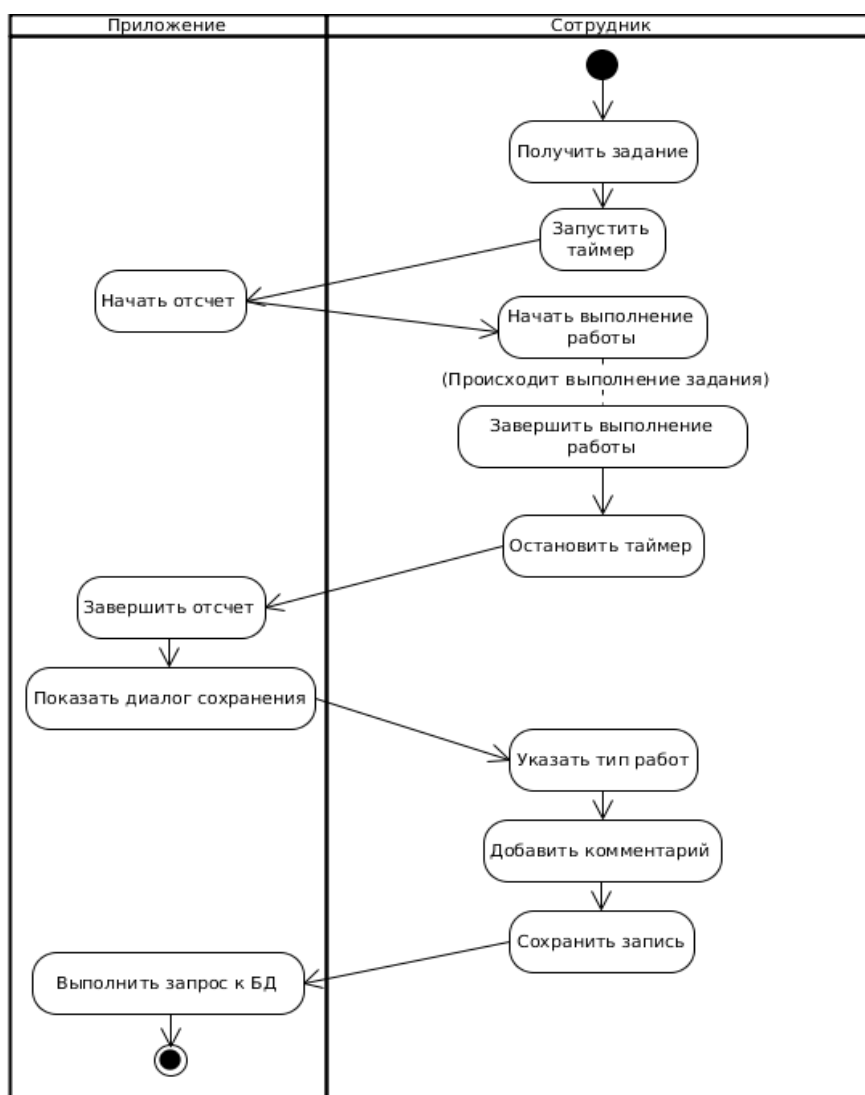 Приложение
Сотрудник
Получить задание
Запустить
таймер
Начать отсчет
Начать выполнение
работы
(Происходит выполнение задания)
Завершить выполнение
работы
Остановить таймер
Завершить отсчет
Показать диалог сохранения
Указать тип работ
Добавить комментарий
Сохранить запись
Выполнить запрос к БД